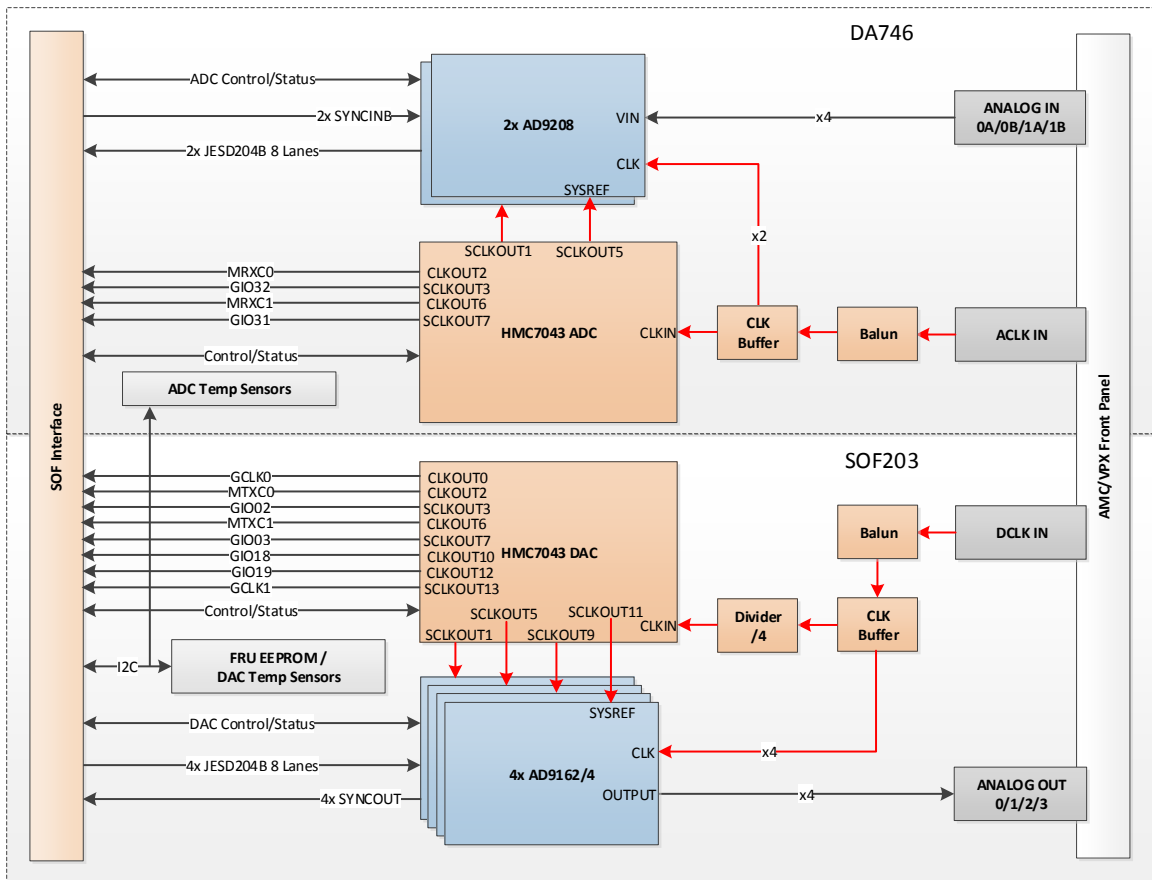 DA746
ADC Control/Status
2x SYNCINB
2x JESD204B 8 Lanes
2x AD9208
VIN
CLK
SYSREF
x4
ANALOG IN
0A/0B/1A/1B
x2
SCLKOUT1
SCLKOUT5
MRXC0
GIO32
MRXC1
GIO31
Control/Status
CLKOUT2
SCLKOUT3
CLKOUT6
SCLKOUT7
HMC7043 ADC
CLKIN
CLK
Buffer
Balun
ACLK IN
ADC Temp Sensors
SOF Interface
AMC/VPX Front Panel
SOF203
GCLK0
MTXC0
GIO02
MTXC1
GIO03
GIO18
GIO19
GCLK1
Control/Status
CLKOUT0
CLKOUT2
SCLKOUT3
CLKOUT6
SCLKOUT7
CLKOUT10
CLKOUT12
SCLKOUT13
HMC7043 DAC
SCLKOUT1
SCLKOUT5
SCLKOUT9
SCLKOUT11
CLKIN
Divider
/4
Balun
DCLK IN
CLK
Buffer
I2C
FRU EEPROM /
DAC Temp Sensors
DAC Control/Status
4x JESD204B 8 Lanes
4x SYNCOUT
SYSREF
CLK
4x AD9162/4
OUTPUT
x4
x4
ANALOG OUT
0/1/2/3